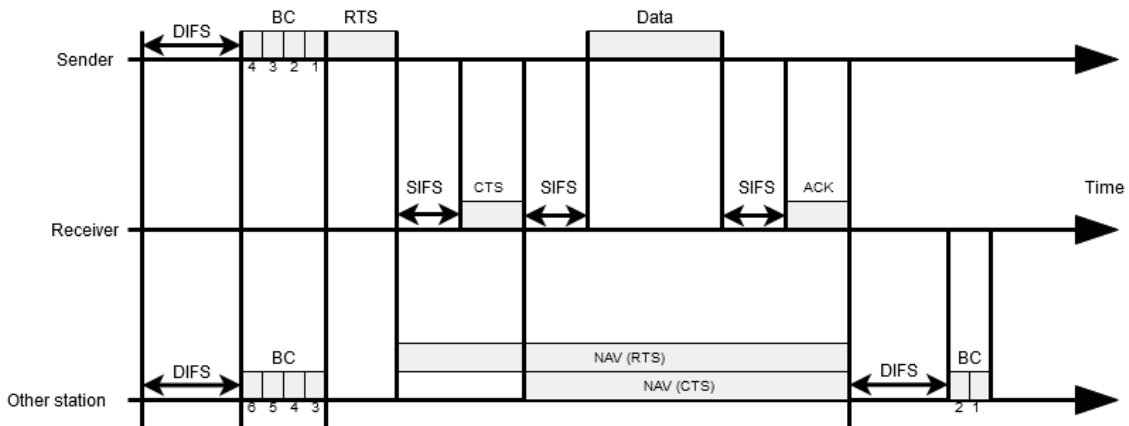 BC RTS Data
DIFS
Sender
4 3 2 1
SIFS CTS SIFS SIFS ACK Time
Receiver
NAV (RTS)
BC DIFS BC
DIFS NAV (CTS)
Other station
6 5 4 3 2 1